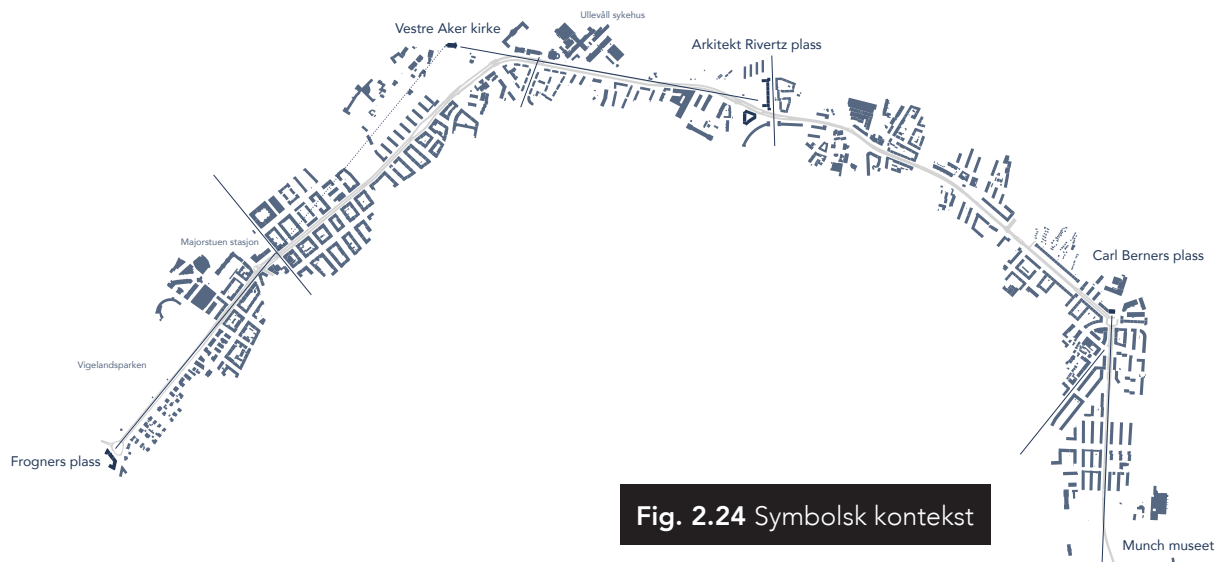 Ullevåll sykehus
Vestre Aker kirke
Arkitekt Rivertz plass
Majorstuen stasjon
Carl Berners plass
Vigelandsparken
Frogners plass
Fig. 2.24 Symbolsk kontekst
Munch museet